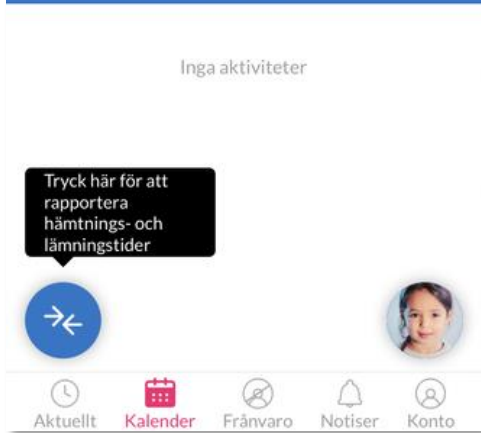 Inga aktiviteter
Tryck här för att
rapportera
hämtnings- och
lämningstider
Aktuellt Kalender Frånvaro Notiser Konto